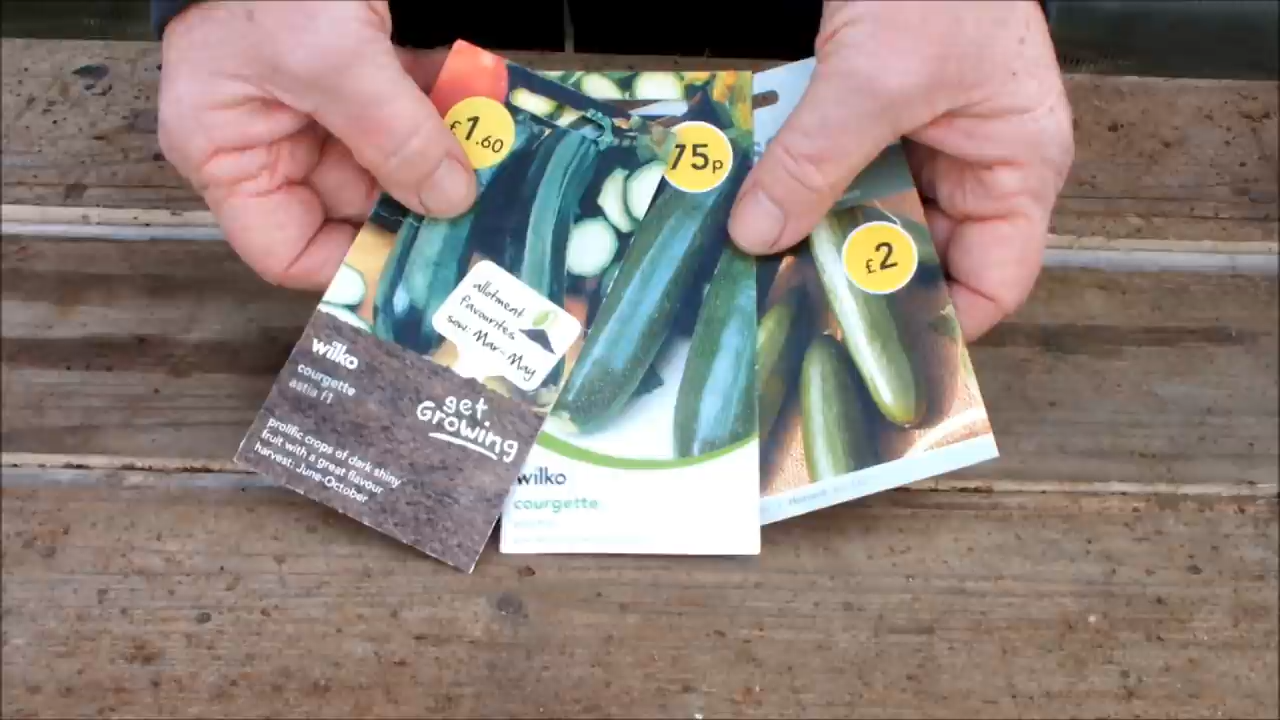 £1.60
allotment
favourites
sow: Mar-May
wilko
courgette
astia f1
get
Growing
prolific crops of dark shiny
fruit with a great flavour
harvest: June-October
75p
wilko
courgette
£2